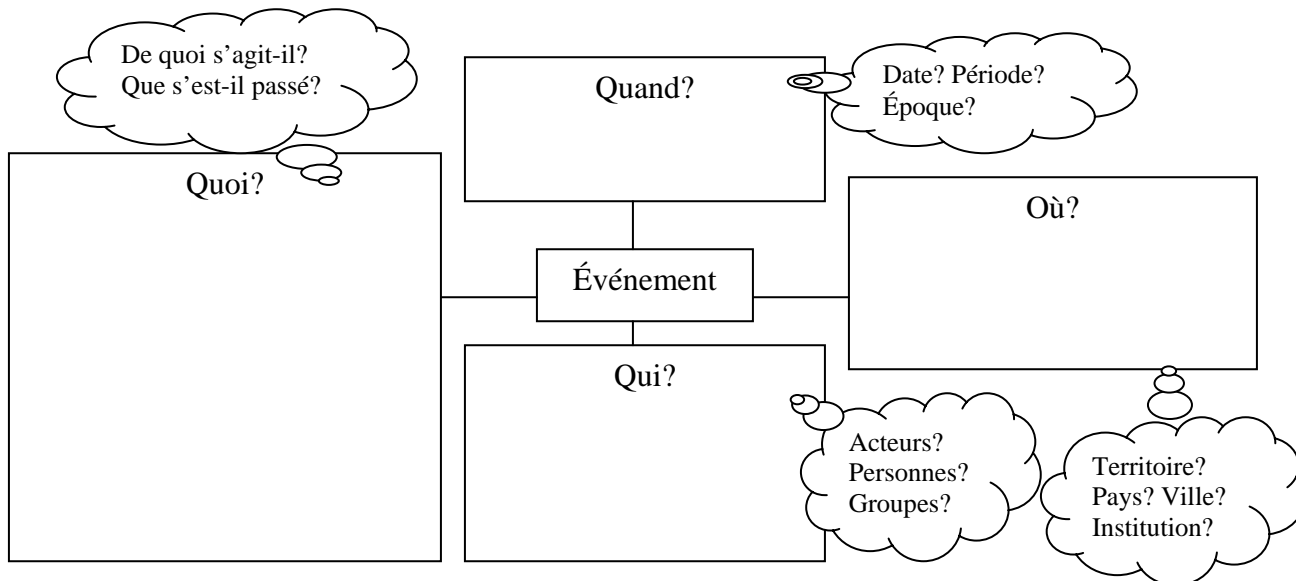 De quoi s'agit-il?
Que s'est-il passé?
Quand?
Date? Période?
Époque?
Quoi?
Où?
Événement
Qui?
Acteurs?
Personnes?
Groupes?
Territoire?
Pays? Ville?
Institution?